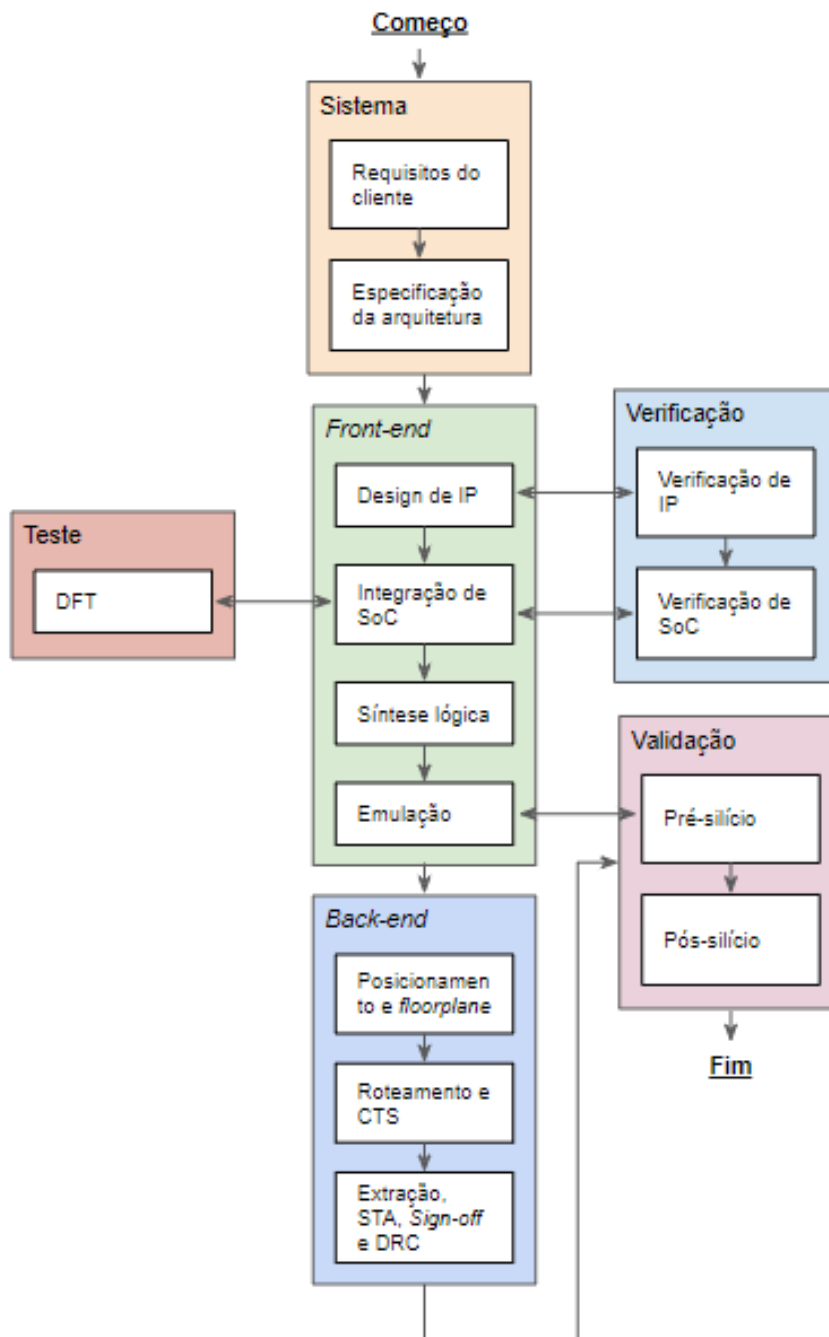 Começo
Sistema
Requisitos do
cliente
Especificação
da arquitetura
Front-end
Design de IP
Integração de
SoC
Síntese lógica
Emulação
Verificação
Verificação de
IP
Verificação de
SoC
Teste
DFT
Validação
Pré-silício
Pós-silício
Fim
Back-end
Posicionamen
to e floorplane
Roteamento e
CTS
Extração,
STA, Sign-off
e DRC